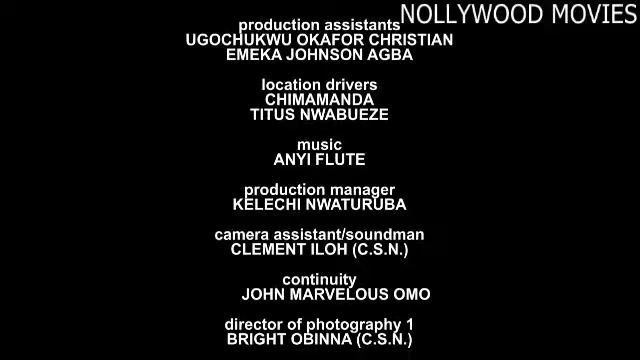 NOLLYWOOD MOVIES
production assistants
UGOCHUKWU OKAFOR CHRISTIAN
EMEKA JOHNSON AGBA
location drivers
CHIMAMANDA
TITUS NWABUEZE
music
ANYI FLUTE
production manager
KELECHI NWATURUBA
camera assistant/soundman
CLEMENT ILOH (C.S.N.)
continuity
JOHN MARVELOUS OMO
director of photography 1
BRIGHT OBINNA (C.S.N.)